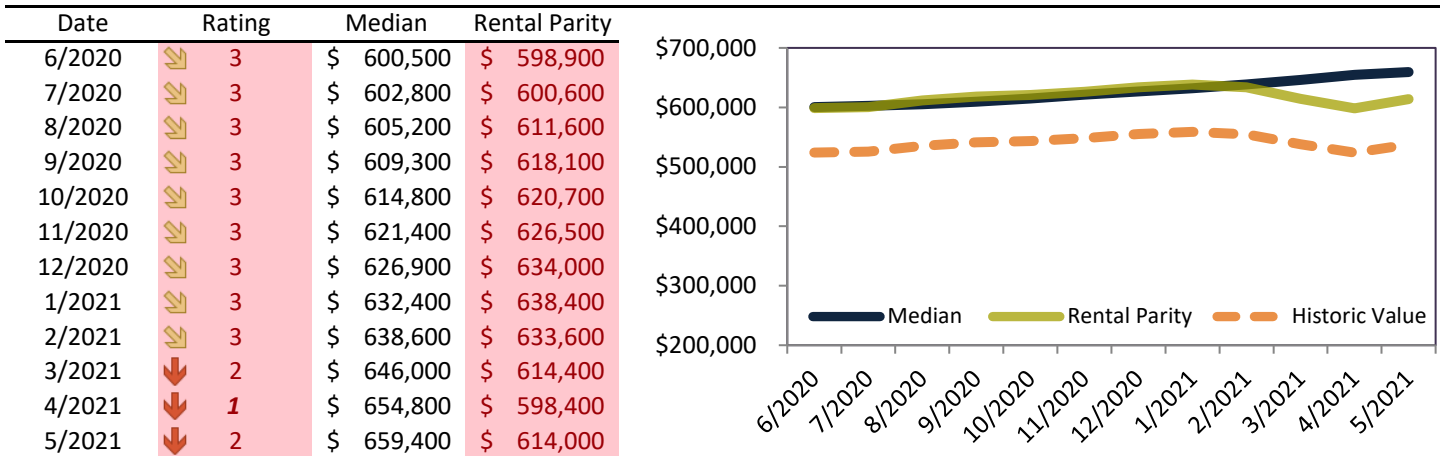 Date Rating Median Rental Parity
6/2020 3 $ 600,500 $ 598,900
7/2020 3 $ 602,800 $ 600,600
8/2020 3 $ 605,200 $ 611,600
9/2020 3 $ 609,300 $ 618,100
10/2020 3 $ 614,800 $ 620,700
11/2020 3 $ 621,400 $ 626,500
12/2020 3 $ 626,900 $ 634,000
1/2021 3 $ 632,400 $ 638,400
2/2021 3 $ 638,600 $ 633,600
3/2021 2 $ 646,000 $ 614,400
4/2021 1 $ 654,800 $ 598,400
5/2021 2 $ 659,400 $ 614,000
$700,000
$600,000
$500,000
$400,000
$300,000
$200,000
Median Rental Parity Historic Value
6/2020 7/2020 8/2020 9/2020 10/2020 11/2020 12/2020 1/2021 2/2021 3/2021 4/2021 5/2021